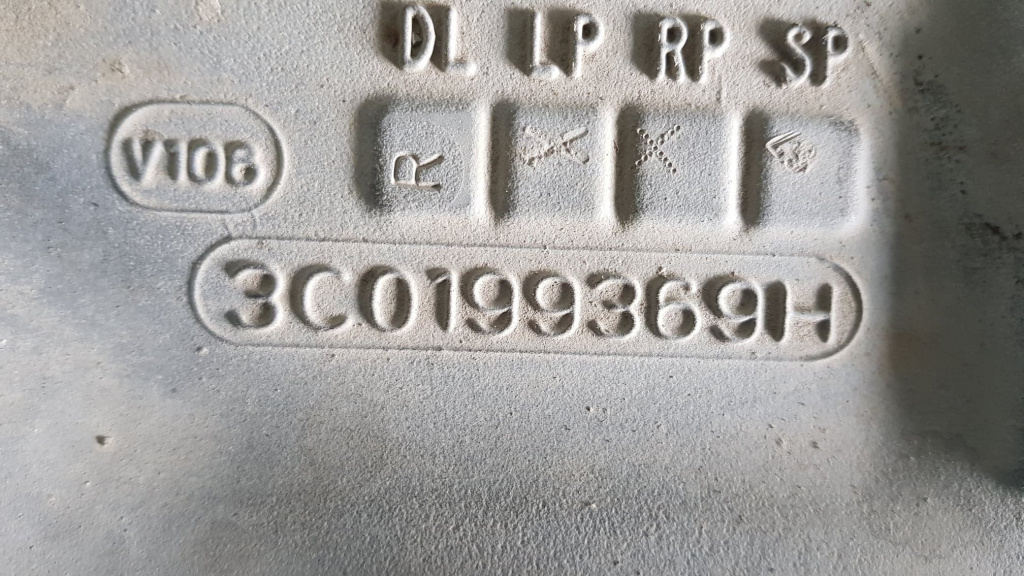 DL LP RP SP
R X X
V108
3C0199369H